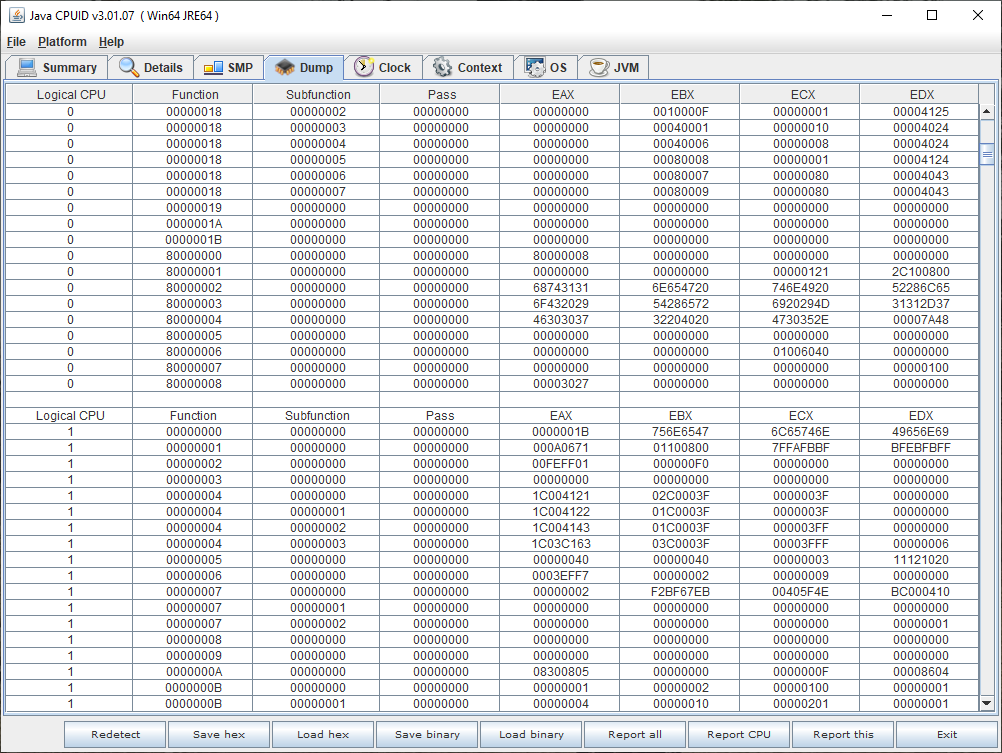 Java CPUID v3.01.07 ( Win64 JRE64 )
File Platform Help
Summary Details SMP Dump Clock Context OS JVM
Logical CPU Function Subfunction Pass EAX EBX ECX EDX
0 00000018 00000002 00000000 00000000 0010000F 00000001 00004125
0 00000018 00000003 00000000 00000000 00040001 00000010 00004024
0 00000018 00000004 00000000 00000000 00040006 00000008 00004024
0 00000018 00000005 00000000 00000000 00080008 00000001 00004124
0 00000018 00000006 00000000 00000000 00080007 00000080 00004043
0 00000018 00000007 00000000 00000000 00080009 00000080 00004043
0 00000019 00000000 00000000 00000000 00000000 00000000 00000000
0 0000001A 00000000 00000000 00000000 00000000 00000000 00000000
0 0000001B 00000000 00000000 00000000 00000000 00000000 00000000
0 80000000 00000000 00000000 80000008 00000000 00000000 00000000
0 80000001 00000000 00000000 00000000 00000000 00000121 2C100800
0 80000002 00000000 00000000 68743131 6E654720 746E4920 52286C65
0 80000003 00000000 00000000 6F432029 54286572 6920294D 31312D37
0 80000004 00000000 00000000 46303037 32204020 4730352E 00007A48
0 80000005 00000000 00000000 00000000 00000000 00000000 00000000
0 80000006 00000000 00000000 00000000 00000000 01006040 00000000
0 80000007 00000000 00000000 00000000 00000000 00000000 00000100
0 80000008 00000000 00000000 00003027 00000000 00000000 00000000
Logical CPU Function Subfunction Pass EAX EBX ECX EDX
1 00000000 00000000 00000000 0000001B 756E6547 6C65746E 49656E69
1 00000001 00000000 00000000 000A0671 01100800 7FFAFBBF BFEBFBFF
1 00000002 00000000 00000000 00FEFF01 000000F0 00000000 00000000
1 00000003 00000000 00000000 00000000 00000000 00000000 00000000
1 00000004 00000000 00000000 1C004121 02C0003F 0000003F 00000000
1 00000004 00000001 00000000 1C004122 01C0003F 0000003F 00000000
1 00000004 00000002 00000000 1C004143 01C0003F 000003FF 00000000
1 00000004 00000003 00000000 1C03C163 03C0003F 00003FFF 00000006
1 00000005 00000000 00000000 00000040 00000040 00000003 11121020
1 00000006 00000000 00000000 0003EFF7 00000002 00000009 00000000
1 00000007 00000000 00000000 00000002 F2BF67EB 00405F4E BC000410
1 00000007 00000001 00000000 00000000 00000000 00000000 00000000
1 00000007 00000002 00000000 00000000 00000000 00000000 00000001
1 00000008 00000000 00000000 00000000 00000000 00000000 00000000
1 00000009 00000000 00000000 00000000 00000000 00000000 00000000
1 0000000A 00000000 00000000 08300805 00000000 0000000F 00008604
1 0000000B 00000000 00000000 00000001 00000002 00000100 00000001
1 0000000B 00000001 00000000 00000004 00000010 00000201 00000001
Redetect Save hex Load hex Save binary Load binary Report all Report CPU Report this Exit